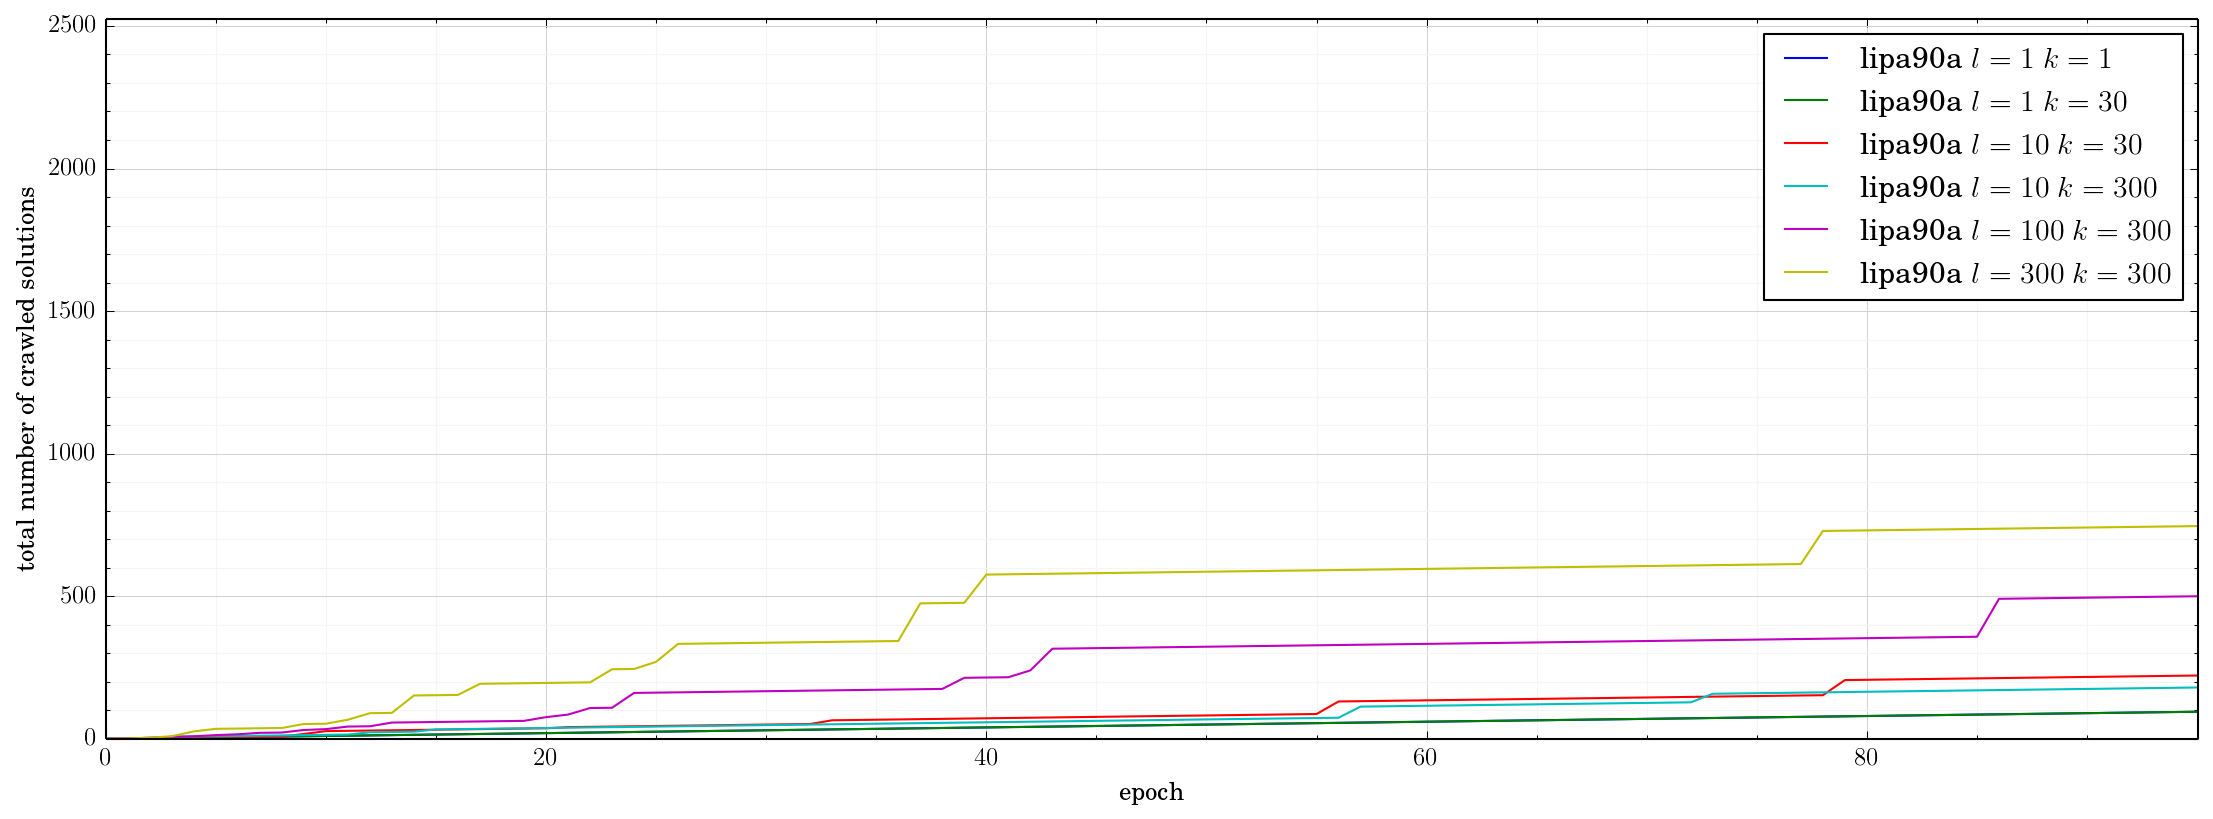 2500
2000
1500
1000
500
0
total number of crawled solutions
0 20 40 60 80
epoch
lipa90a l = 1 k = 1
lipa90a l = 1 k = 30
lipa90a l = 10 k = 30
lipa90a l = 10 k = 300
lipa90a l = 100 k = 300
lipa90a l = 300 k = 300